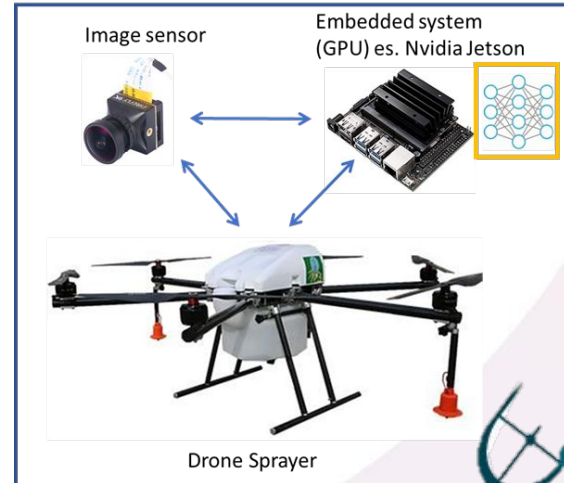 Image sensor
Embedded system
(GPU) es. Nvidia Jetson
Drone Sprayer